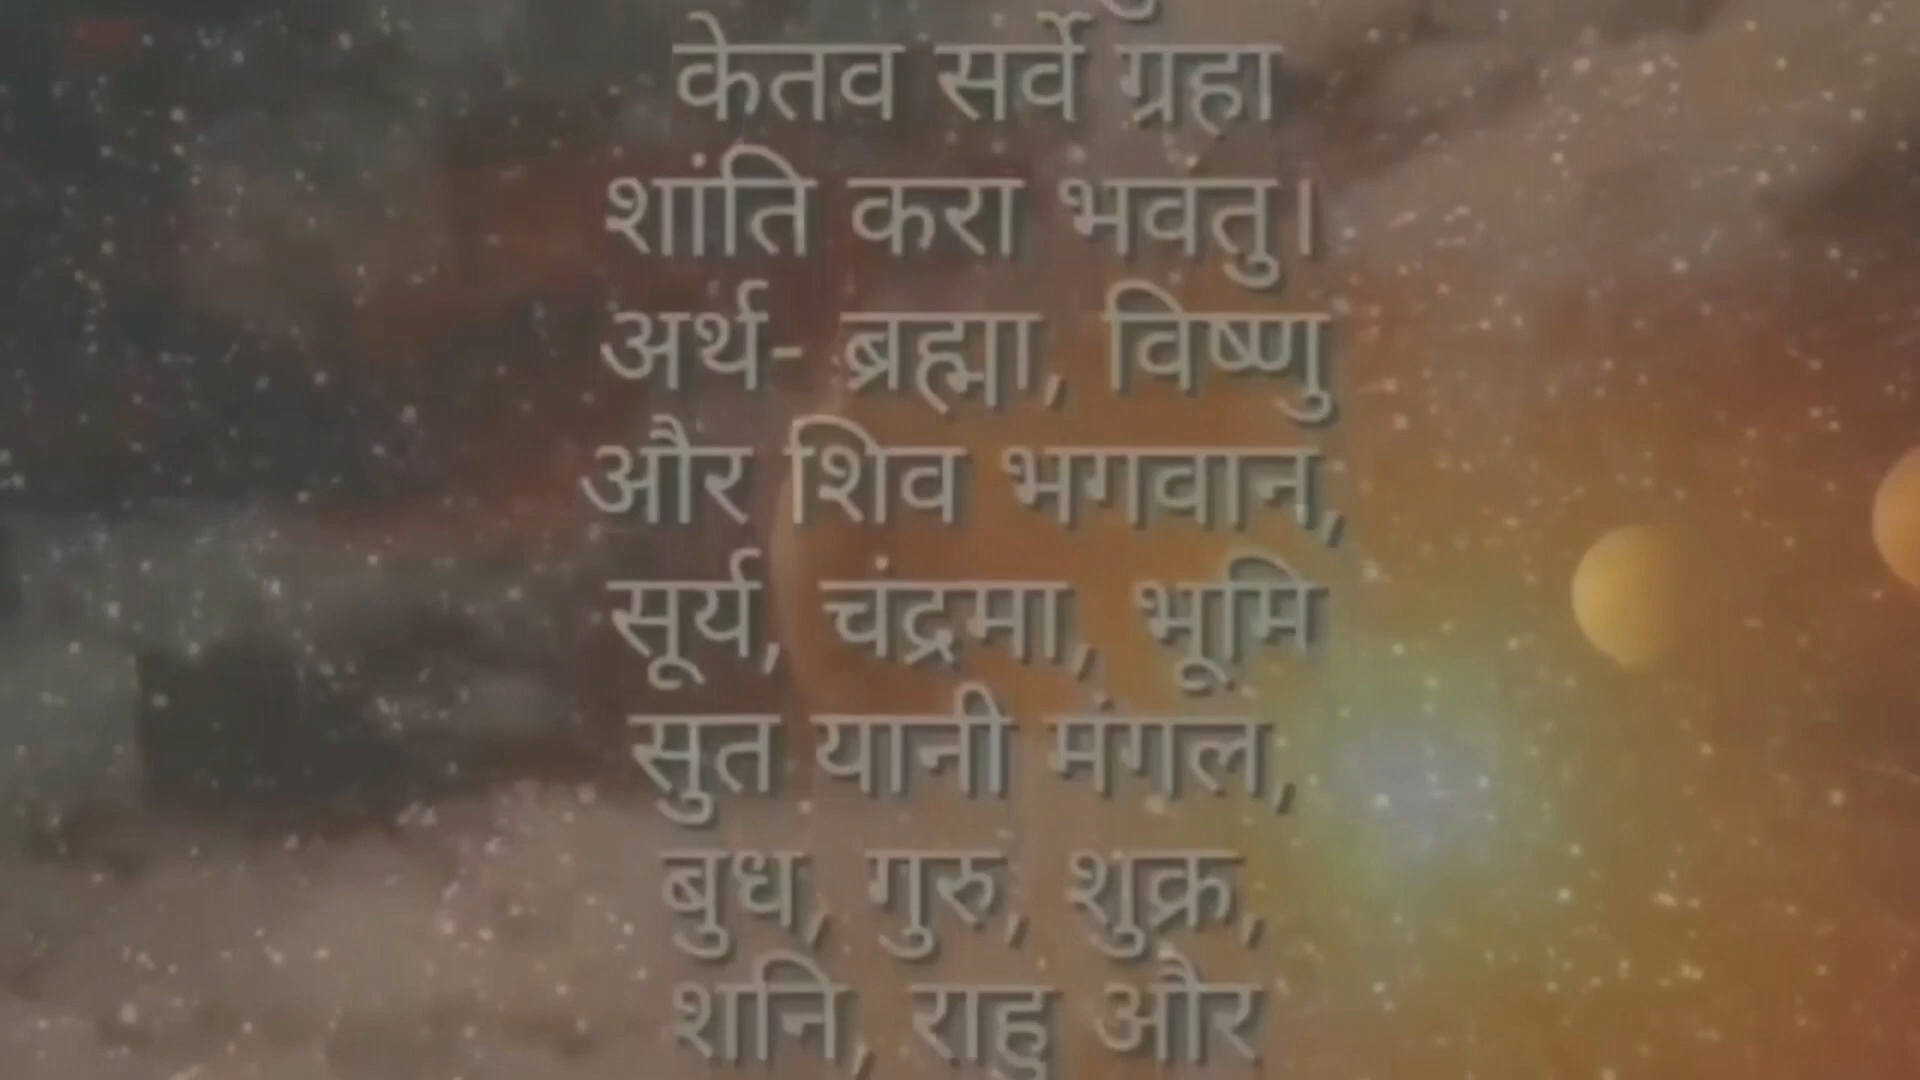 केतव सर्वे ग्रहा
शांति करा भवंतु।
अर्थ- ब्रह्मा, विष्णु
और शिव भगवान,
सूर्य, चंद्रमा, भूमि
सुत यानी मंगल,
बुध, गुरु, शुक्र,
शनि, राहु और